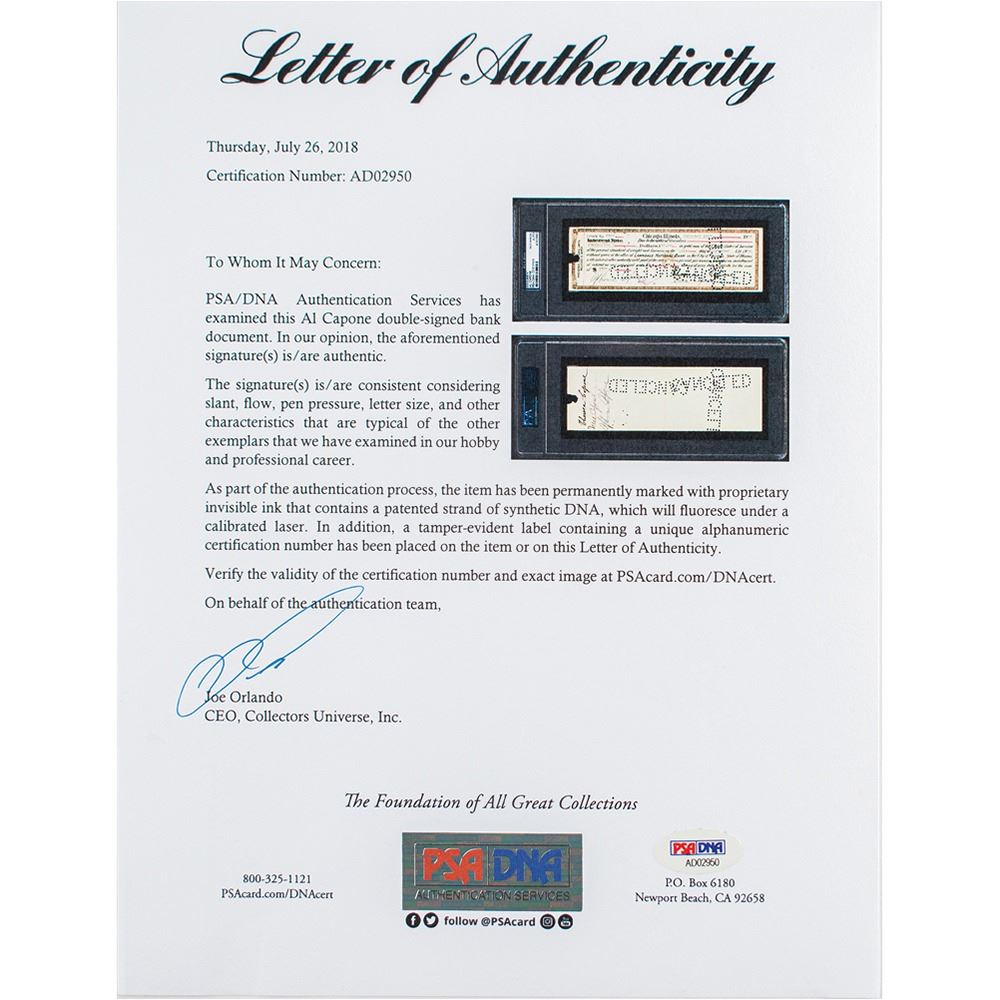 Letter of Authenticity
Thursday, July 26, 2018
Certification Number: AD02950
To Whom It May Concern:
PSA/DNA Authentication Services has
examined this Al Capone double-signed bank
document. In our opinion, the aforementioned
signature(s) is/are authentic.
The signature(s) is/are consistent considering
slant, flow, pen pressure, letter size, and other
characteristics that are typical of the other
exemplars that we have examined in our hobby
and professional career.
Chicago, Illinois,
CANCELED
CANCELED
As part of the authentication process, the item has been permanently marked with proprietary
invisible ink that contains a patented strand of synthetic DNA, which will fluoresce under a
calibrated laser. In addition, a tamper-evident label containing a unique alphanumeric
certification number has been placed on the item or on this Letter of Authenticity.
Verify the validity of the certification number and exact image at PSAcard.com/DNAcert.
On behalf of the authentication team,
Joe Orlando
CEO, Collectors Universe, Inc.
The Foundation of All Great Collections
800-325-1121
PSAcard.com/DNAcert
PSA DNA
AUTHENTICATION SERVICES
follow @PSAcard
PSA DNA
AD02950
P.O. Box 6180
Newport Beach, CA 92658